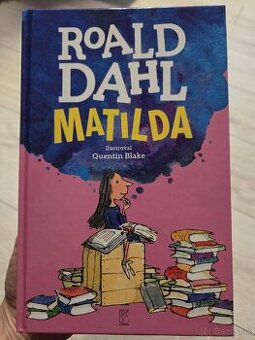 ROALD
DAHL
MATILDA
Ilustroval
Quentin Blake